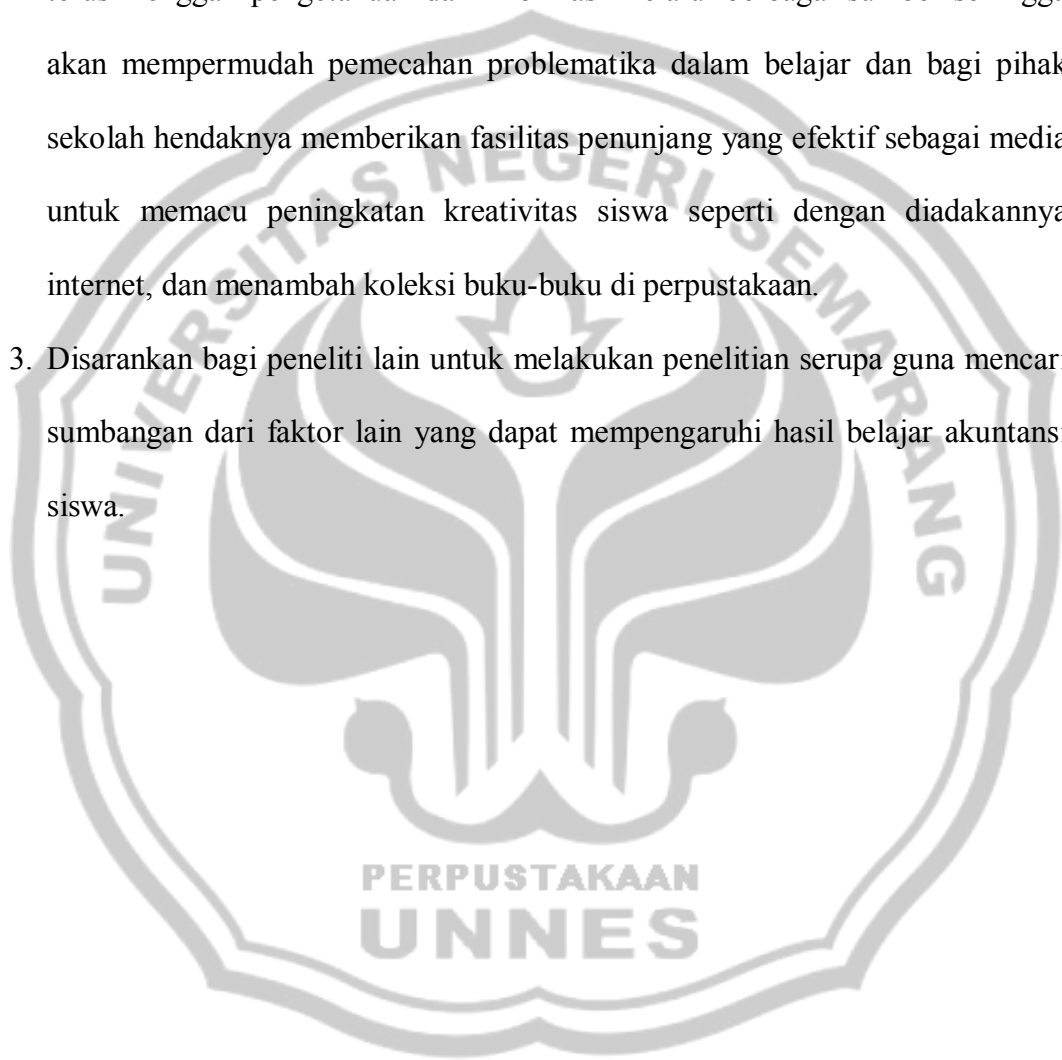 akan mempermudah pemecahan problematika dalam belajar dan bagi pihak
sekolah hendaknya memberikan fasilitas penunjang yang efektif sebagai media
untuk memacu peningkatan kreativitas siswa seperti dengan diadakannya
internet, dan menambah koleksi buku-buku di perpustakaan.
3. Disarankan bagi peneliti lain untuk melakukan penelitian serupa guna mencari
sumbangan dari faktor lain yang dapat mempengaruhi hasil belajar akuntansi
siswa.
UNIVERSITAS NEGERI SEMARANG
PERPUSTAKAAN
UNNES